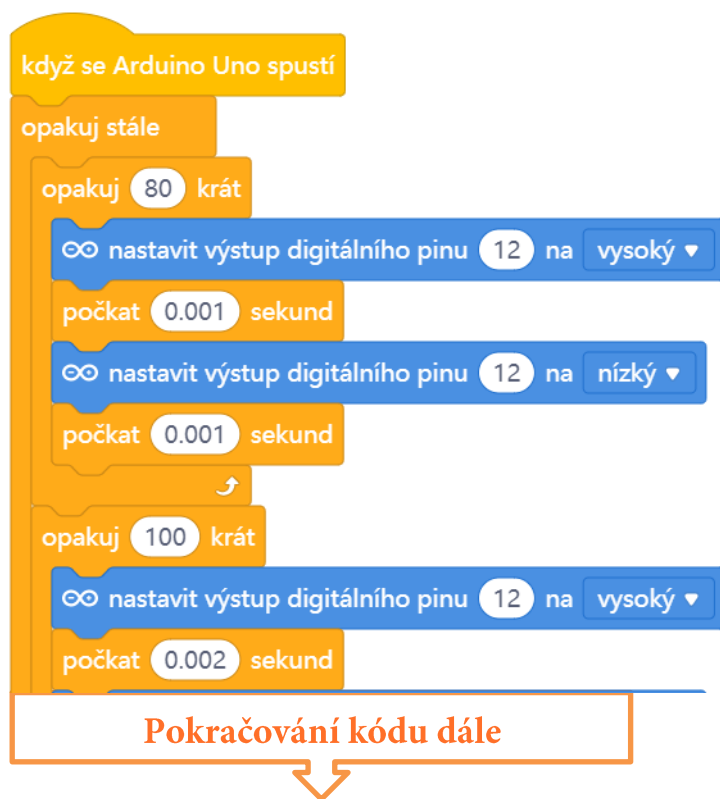 když se Arduino Uno spustí
opakuj stále
opakuj 80 krát
nastavit výstup digitálního pinu 12 na vysoký
počkat 0.001 sekund
nastavit výstup digitálního pinu 12 na nízký
počkat 0.001 sekund
opakuj 100 krát
nastavit výstup digitálního pinu 12 na vysoký
počkat 0.002 sekund
Pokračování kódu dále